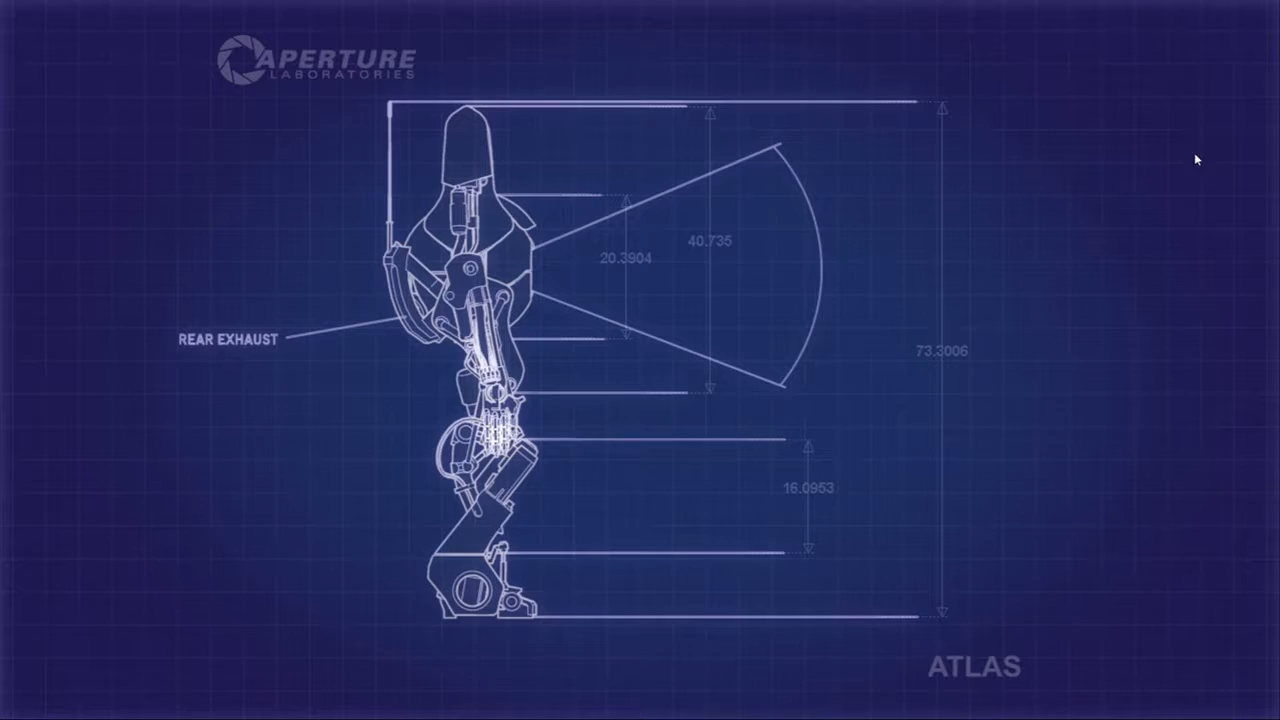 APERTURE
LABORATORIES
40.735
20.3904
REAR EXHAUST
73.3006
16.0953
ATLAS